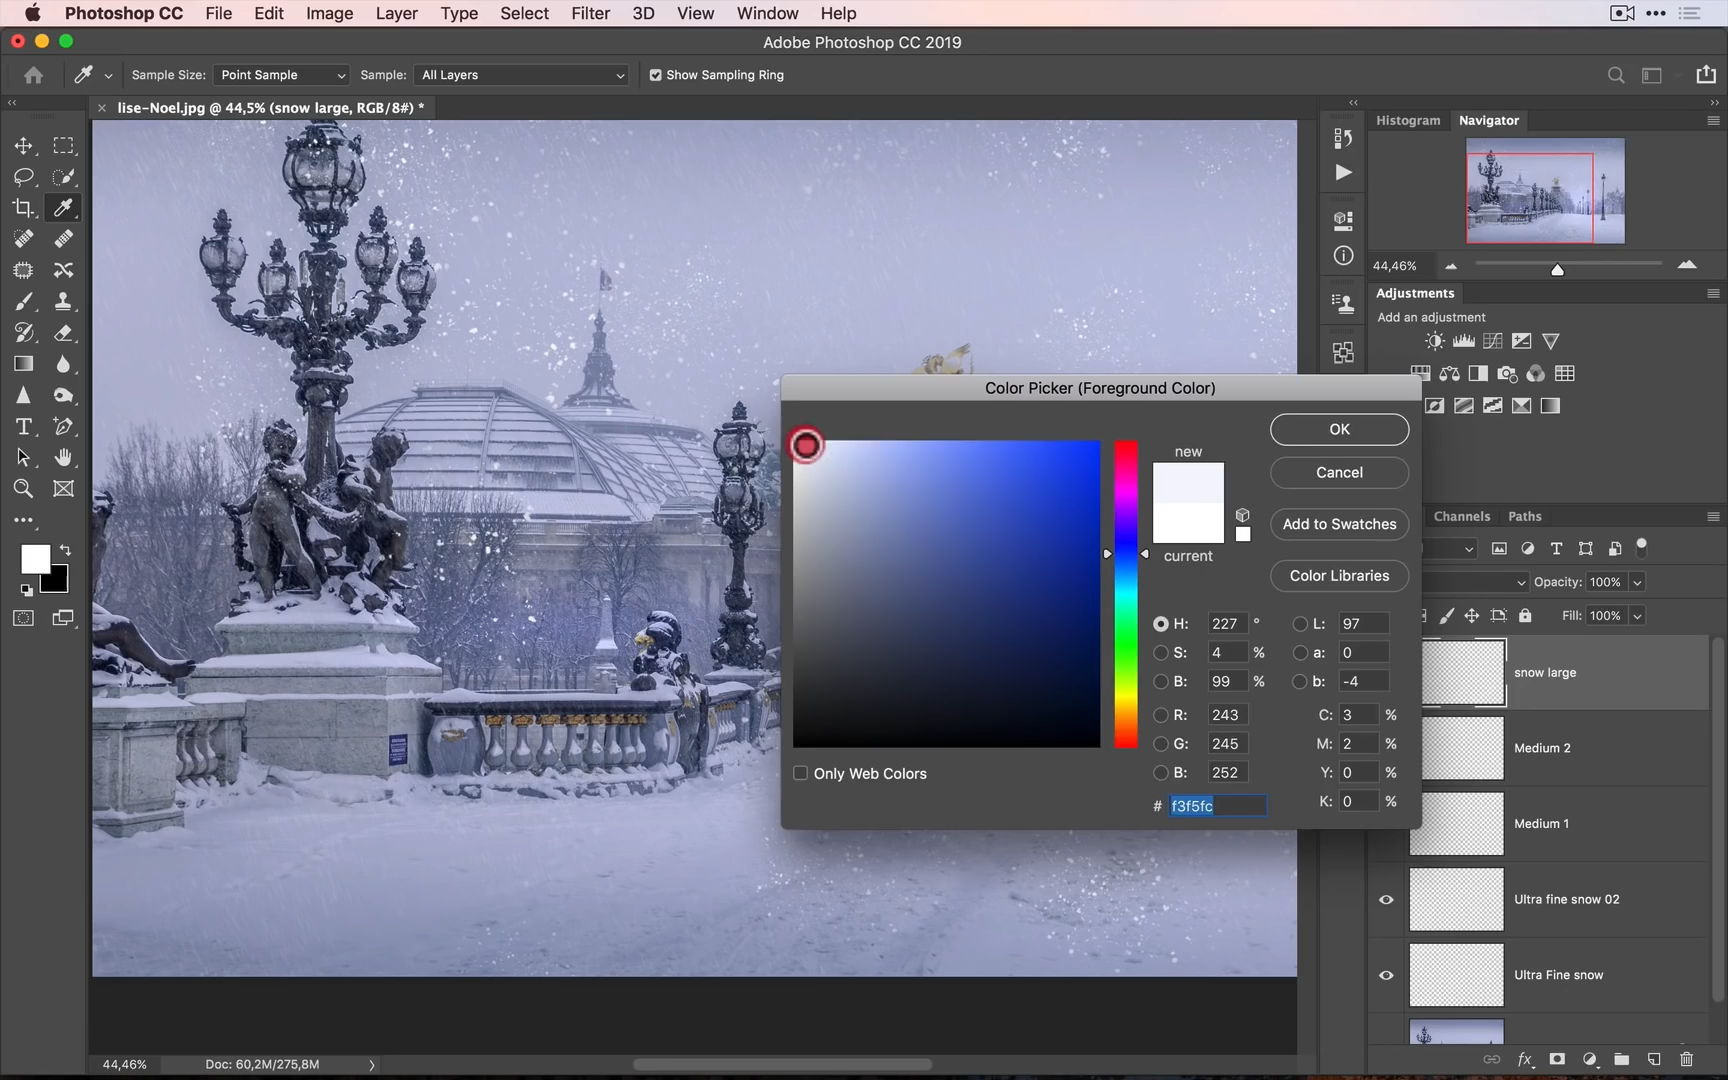 Photoshop CC File Edit Image Layer Type Select Filter 3D View Window Help
Adobe Photoshop CC 2019
Sample Size: Point Sample Sample: All Layers Show Sampling Ring
lise-Noel.jpg @ 44,5% (snow large, RGB/8#) *
Histogram Navigator
44,46%
Adjustments
Add an adjustment
Color Picker (Foreground Color)
new
current
OK
Cancel
Add to Swatches
Color Libraries
H: 227 °
S: 4 %
B: 99 %
R: 243
G: 245
B: 252
# f3f5fc
L: 97
a: 0
b: -4
C: 3 %
M: 2 %
Y: 0 %
K: 0 %
Only Web Colors
Channels Paths
Opacity: 100%
Fill: 100%
snow large
Medium 2
Medium 1
Ultra fine snow 02
Ultra Fine snow
fx
44,46% Doc: 60,2M/275,8M